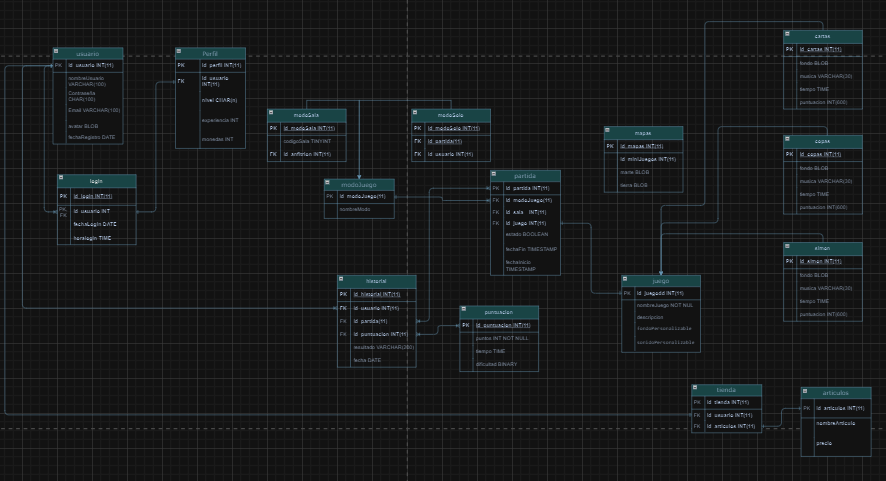 usuario
PK id_usuario INT(11)
nombreUsuario
VARCHAR(100)
Contraseña
CHAR(100)
Email VARCHAR(100)
avatar BLOB
fechaRegistro DATE
Perfil
PK id_perfil INT(11)
FK id_usuario
INT(11)
nivel CHAR(n)
experiencia INT
monedas INT
login
PK id_login INT(11)
PK
FK
id_usuario INT
fechaLogin DATE
horalogin TIME
modoSala
PK id_modoSala INT(11)
codigoSala TINYINT
FK id_anfitrion INT(11)
modoSolo
PK id_modoSolo INT(11)
FK id_partida(11)
FK id_usuario INT(11)
modoJuego
PK id_modoJuego(11)
nombreModo
partida
PK id_partida INT(11)
FK id_modoJuego(11)
FK id_sala INT(11)
FK id_juego INT(11)
estado BOOLEAN
fechaFin TIMESTAMP
fechaInicio
TIMESTAMP
mapas
PK id_mapas INT(11)
id_miniJuegos INT(11)
tierra BLOB
cartas
PK id_cartas INT(11)
fondo BLOB
musica VARCHAR(30)
tiempo TIME
puntuacion INT(600)
copas
PK id_copas INT(11)
fondo BLOB
musica VARCHAR(30)
tiempo TIME
puntuacion INT(600)
simon
PK id_simon INT(11)
fondo BLOB
musica VARCHAR(30)
tiempo TIME
puntuacion INT(600)
historial
PK id_historial INT(11)
FK id_usuario INT(11)
FK id_partida(11)
FK id_puntuacion INT(11)
resultado VARCHAR(200)
fecha DATE
puntuacion
PK id_puntuacion INT(11)
puntos INT NOT NULL
tiempo TIME
dificultad BINARY
juego
PK id_juegodd INT(11)
nombreJuego NOT NUL
descripcion
fondoPersonalizable
sonidoPersonalizable
tienda
PK id_tienda INT(11)
FK id_usuario INT(11)
FK id_articulos INT(11)
articulos
PK id_articulos INT(11)
nombreArticulo
precio